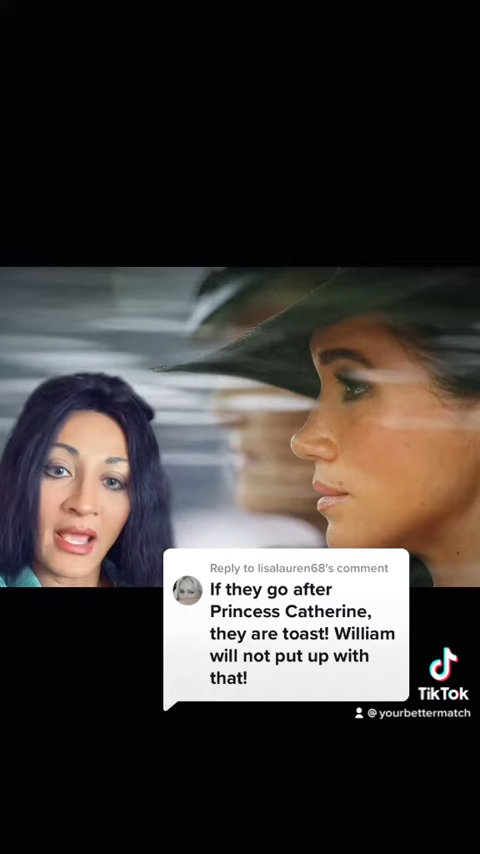 Reply to lisalauren68's comment
If they go after
Princess Catherine,
they are toast! William
will not put up with
that!
TikTok
@yourbettermatch